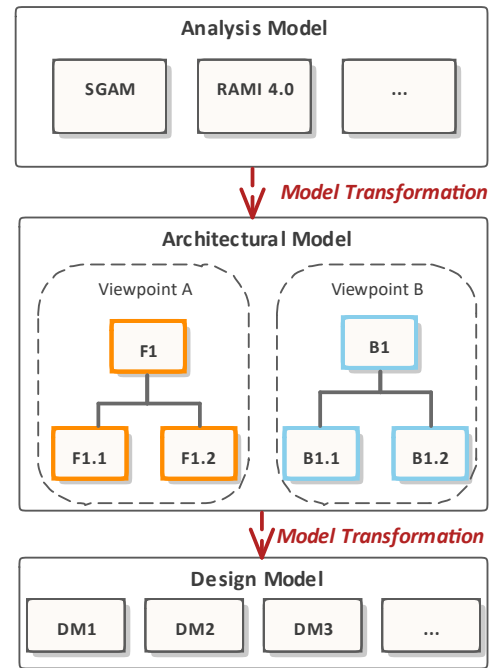 Analysis Model
SGAM RAMI 4.0 ...
Model Transformation
Architectural Model
Viewpoint A Viewpoint B
F1 B1
F1.1 F1.2 B1.1 B1.2
Model Transformation
Design Model
DM1 DM2 DM3 ...